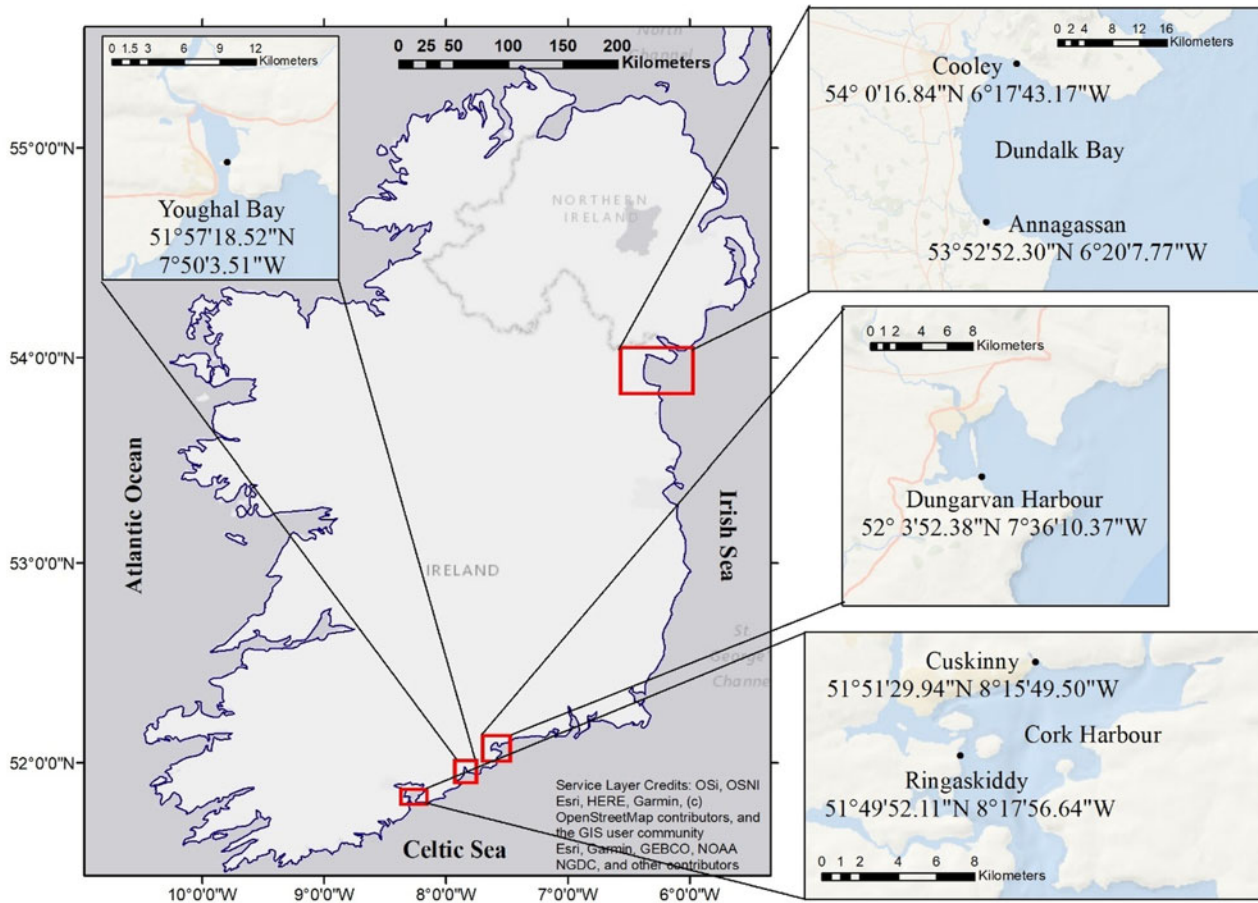 0 1.5 3 6 9 12
Kilometers
Youghal Bay
51°57'18.52"N
7°50'3.51"W
0 25 50 100 150 200
Kilometers
North
Channel
NORTHERN
IRELAND
IRELAND
Atlantic Ocean
Irish Sea
Celtic Sea
St
George
Channe
Service Layer Credits: OSi, OSNI
Esri, HERE, Garmin, (c)
OpenStreetMap contributors, and
the GIS user community
Esri, Garmin, GEBCO, NOAA
NGDC, and other contributors
55°0'0"N
54°0'0"N
53°0'0"N
52°0'0"N
10°0'0"W 9°0'0"W 8°0'0"W 7°0'0"W 6°0'0"W
0 2 4 8 12 16
Kilometers
Cooley
54° 0'16.84"N 6°17'43.17"W
Dundalk Bay
Annagassan
53°52'52.30"N 6°20'7.77"W
0 1 2 4 6 8
Kilometers
Dungarvan Harbour
52° 3'52.38"N 7°36'10.37"W
Cuskinny
51°51'29.94"N 8°15'49.50"W
Cork Harbour
Ringaskiddy
51°49'52.11"N 8°17'56.64"W
0 1 2 4 6 8
Kilometers